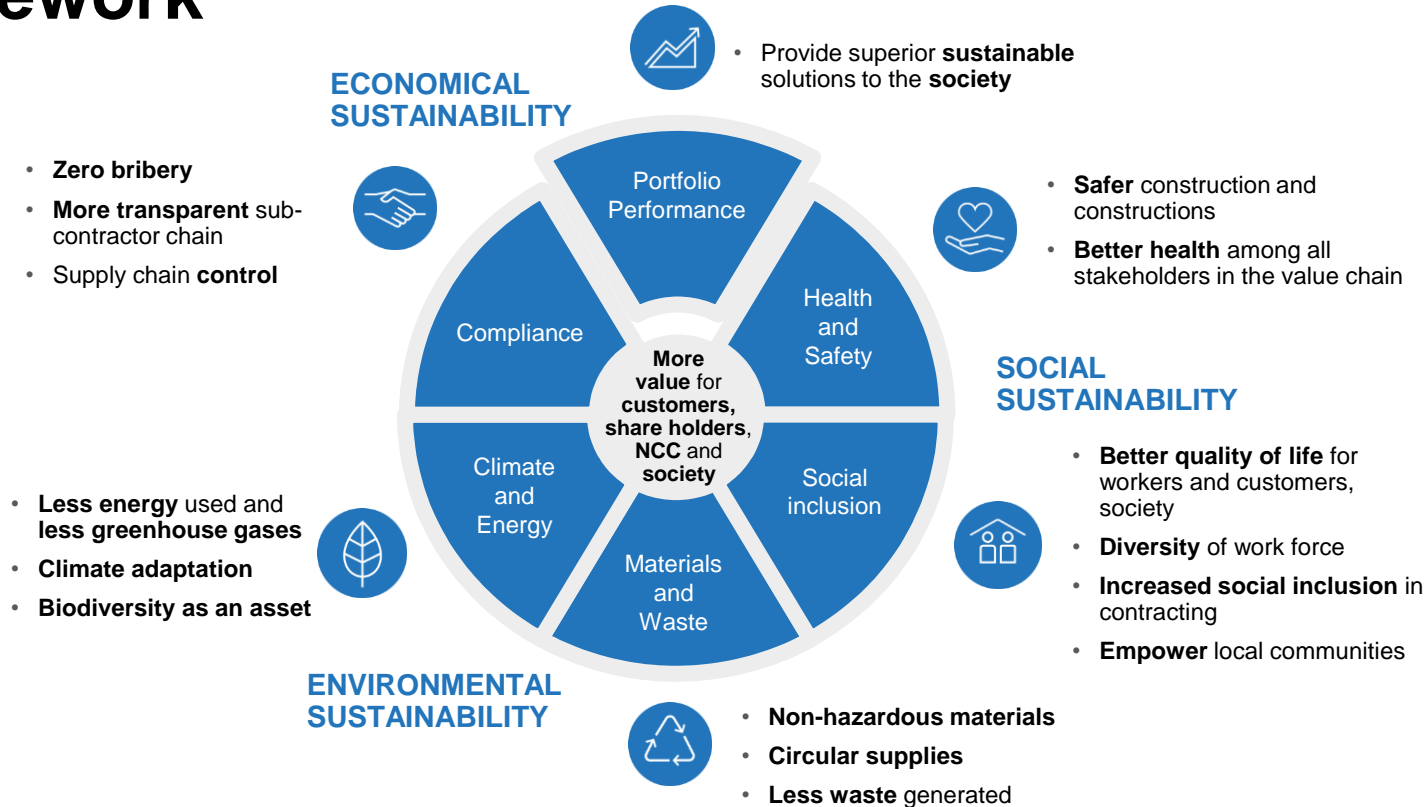 ework
• Provide superior sustainable
solutions to the society
ECONOMICAL
SUSTAINABILITY
• Zero bribery
• More transparent sub-
contractor chain
• Supply chain control
Portfolio
Performance
• Safer construction and
constructions
• Better health among all
stakeholders in the value chain
Compliance
Health
and
Safety
More
value for
customers,
share holders,
NCC and
society
SOCIAL
SUSTAINABILITY
Climate
and
Energy
Social
inclusion
• Better quality of life for
workers and customers,
society
• Diversity of work force
• Increased social inclusion in
contracting
• Empower local communities
• Less energy used and
less greenhouse gases
• Climate adaptation
• Biodiversity as an asset
Materials
and
Waste
ENVIRONMENTAL
SUSTAINABILITY
• Non-hazardous materials
• Circular supplies
• Less waste generated